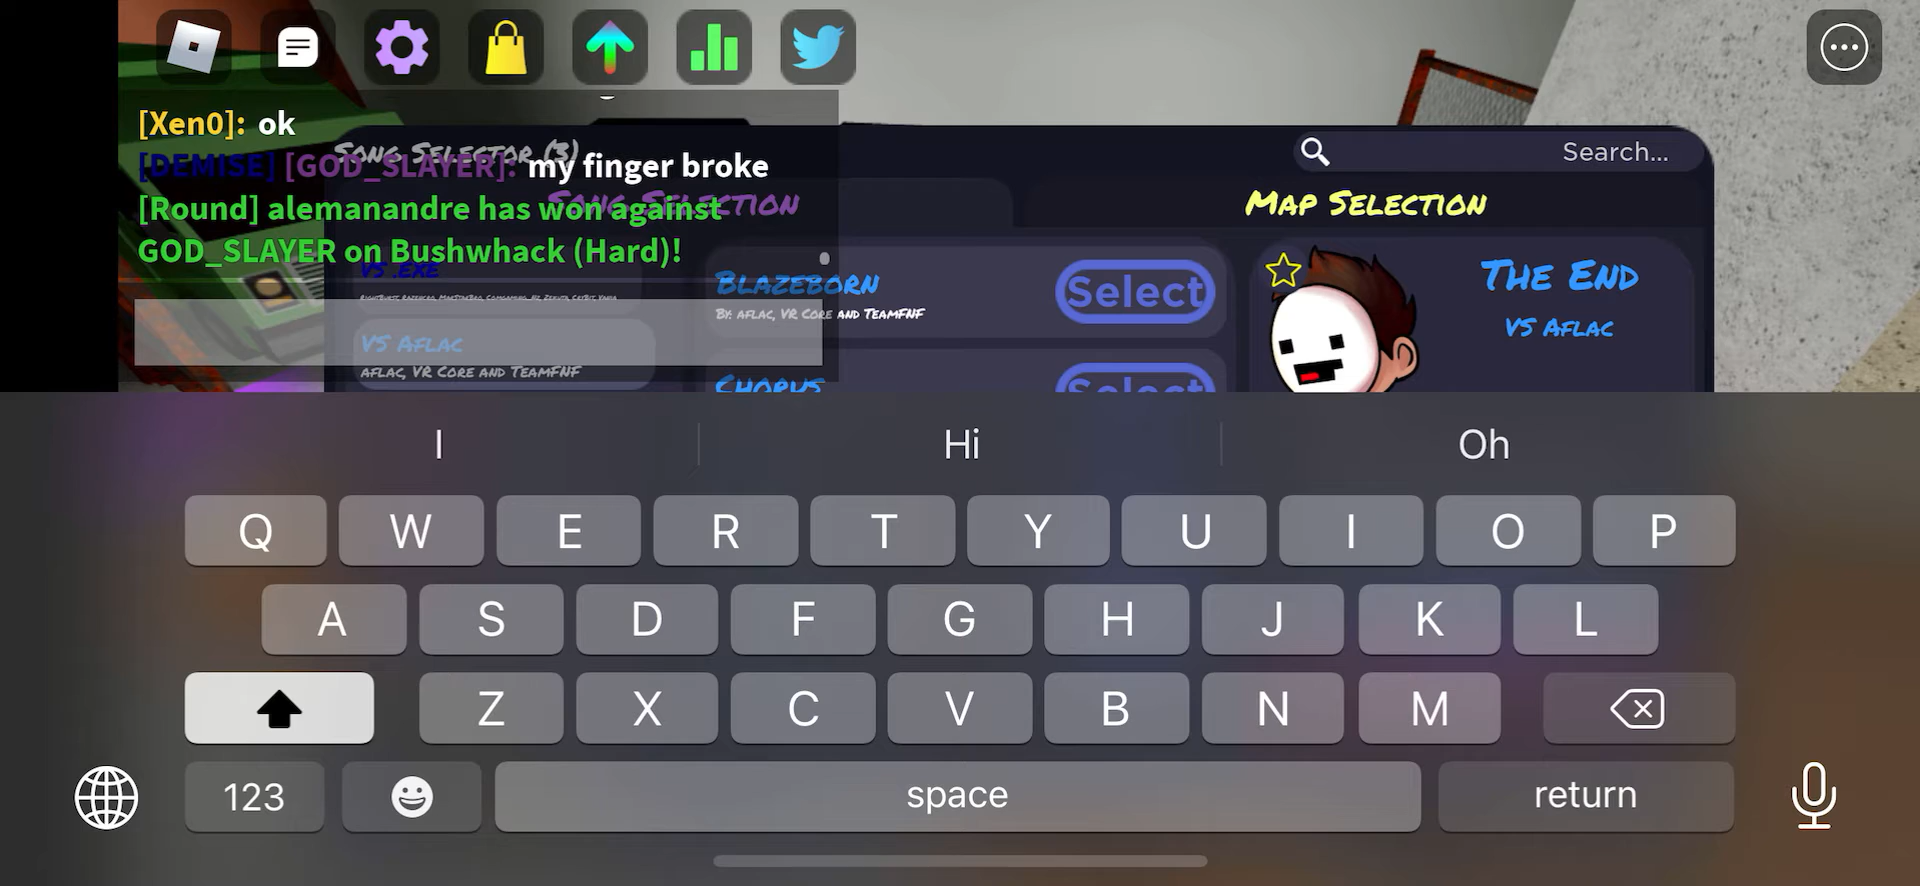 [Xen0]: ok
Song Selector (3)
Search...
[DEMISE] [GOD_SLAYER]: my finger broke
Song Selection
Map Selection
[Round] alemanandre has won against
GOD_SLAYER on Bushwhack (Hard)!
VS .EXE
Blazeborn
Select
By: aflac, VR Core and TeamFNF
The End
VS Aflac
VS Aflac
aflac, VR Core and TeamFNF
Chorus
Select
I Hi Oh
Q W E R T Y U I O P
A S D F G H J K L
Z X C V B N M
123 space return